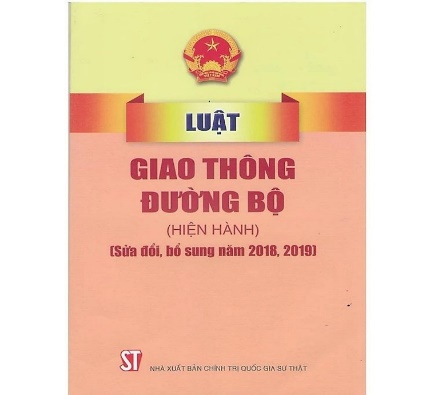 LUẬT
GIAO THÔNG
ĐƯỜNG BỘ
(HIỆN HÀNH)
(Sửa đổi, bổ sung năm 2018, 2019)
ST
NHÀ XUẤT BẢN CHÍNH TRỊ QUỐC GIA SỰ THẬT